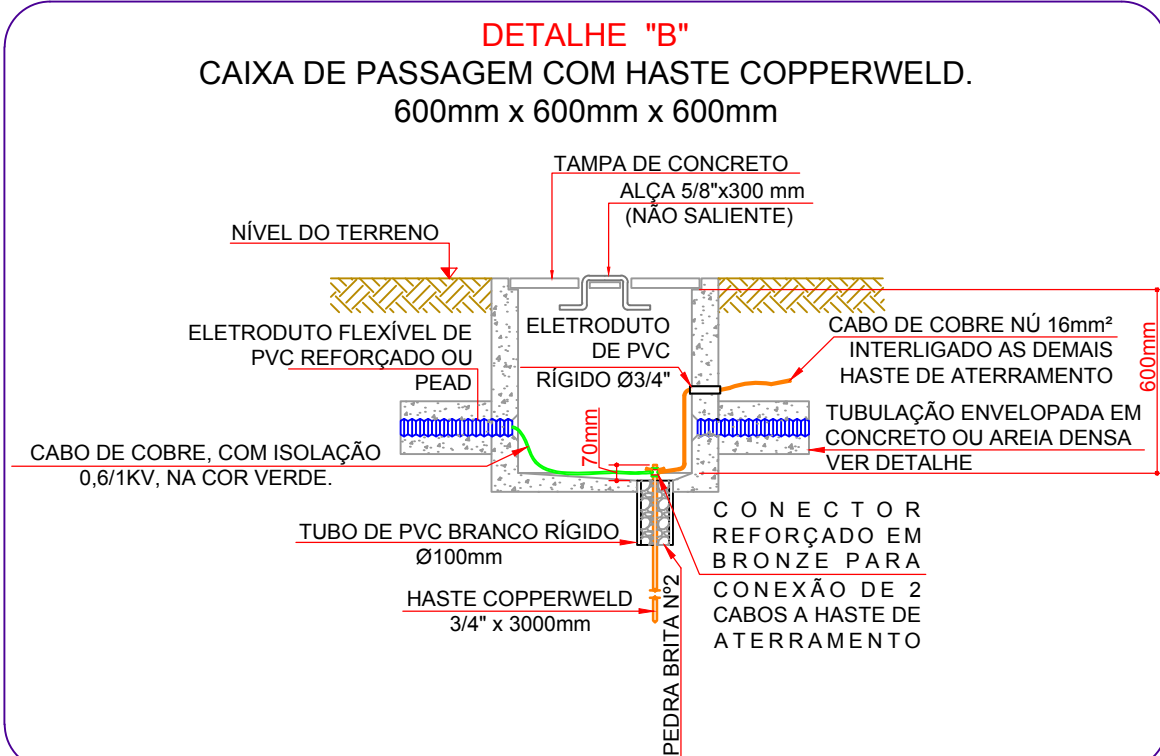 DETALHE "B"
CAIXA DE PASSAGEM COM HASTE COPPERWELD.
600mm x 600mm x 600mm
TAMPA DE CONCRETO
ALÇA 5/8"x300 mm
(NÃO SALIENTE)
NÍVEL DO TERRENO
ELETRODUTO FLEXÍVEL DE
PVC REFORÇADO OU
PEAD
ELETRODUTO
DE PVC
RÍGIDO Ø3/4"
CABO DE COBRE NÚ 16mm²
INTERLIGADO AS DEMAIS
HASTE DE ATERRAMENTO
600mm
TUBULAÇÃO ENVELOPADA EM
CONCRETO OU AREIA DENSA
VER DETALHE
CABO DE COBRE, COM ISOLAÇÃO
0,6/1KV, NA COR VERDE.
70mm
TUBO DE PVC BRANCO RÍGIDO
Ø100mm
HASTE COPPERWELD
3/4" x 3000mm
PEDRA BRITA Nº2
CONECTOR
REFORÇADO EM
BRONZE PARA
CONEXÃO DE 2
CABOS A HASTE DE
ATERRAMENTO